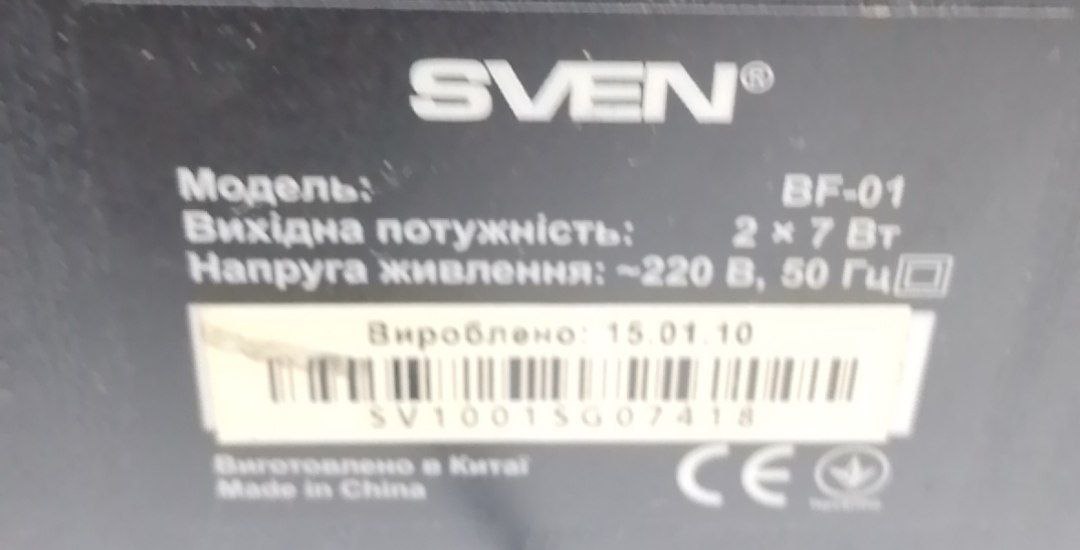 SVEN®
Модель: BF-01
Вихідна потужність: 2 × 7 Вт
Напруга живлення: ~220 В, 50 Гц
Вироблено: 15.01.10
SV1001SG07418
Виготовлено в Китаї
Made in China
CE